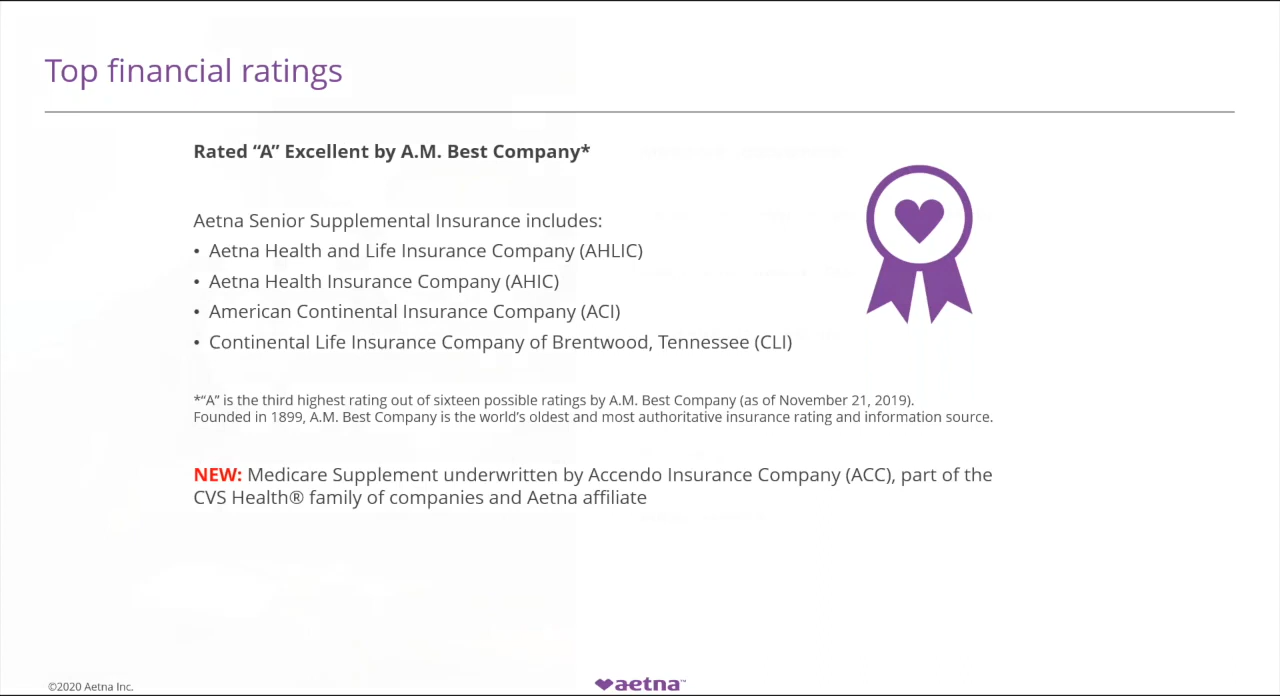 Top financial ratings
Rated “A” Excellent by A.M. Best Company*
Aetna Senior Supplemental Insurance includes:
• Aetna Health and Life Insurance Company (AHLIC)
• Aetna Health Insurance Company (AHIC)
• American Continental Insurance Company (ACI)
• Continental Life Insurance Company of Brentwood, Tennessee (CLI)
*“A” is the third highest rating out of sixteen possible ratings by A.M. Best Company (as of November 21, 2019).
Founded in 1899, A.M. Best Company is the world’s oldest and most authoritative insurance rating and information source.
NEW: Medicare Supplement underwritten by Accendo Insurance Company (ACC), part of the
CVS Health® family of companies and Aetna affiliate
©2020 Aetna Inc.
aetna™